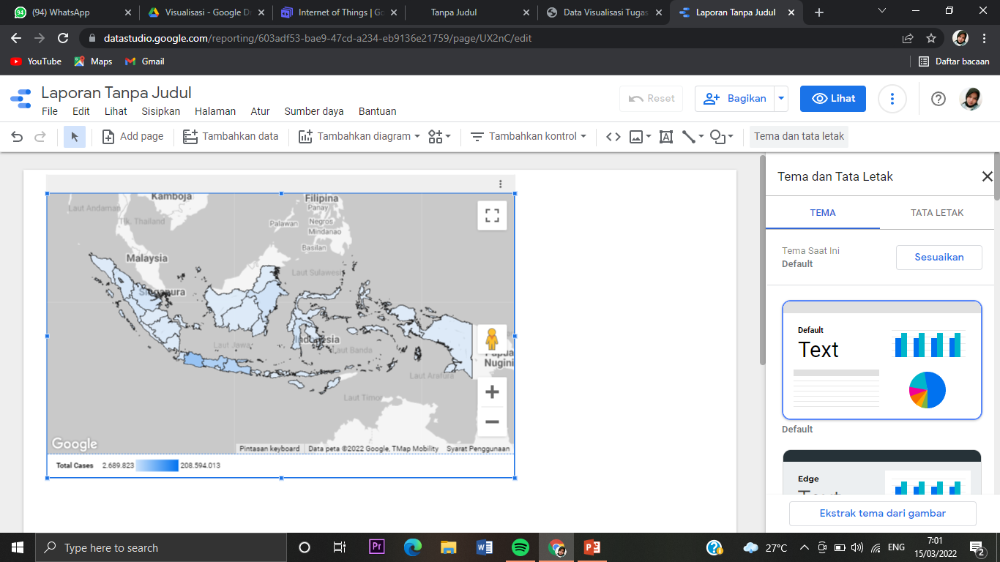 (94) WhatsApp
Visualisasi - Google D
Internet of Things | Go
Tanpa Judul
Data Visualisasi Tugas
Laporan Tanpa Judul
datastudio.google.com/reporting/603adf53-bae9-47cd-a234-eb9136e21759/page/UX2nC/edit
YouTube Maps Gmail Daftar bacaan
Laporan Tanpa Judul
Reset Bagikan Lihat
File Edit Lihat Sisipkan Halaman Atur Sumber daya Bantuan
Add page Tambahkan data Tambahkan diagram Tambahkan kontrol Tema dan tata letak
Kamboja
Filipina
Laut Andaman
Panay
Tlk. Thailand
Palawan
Negros
Mindanao
Basilan
Malaysia
Laut Sulawesi
Singapura
Indonesia
Laut Jawa
Laut Banda
Papua
Nugini
Laut Arafura
Laut Timor
Google
Pintasan keyboard Data peta ©2022 Google, TMap Mobility Syarat Penggunaan
Total Cases 2.689.823 208.594.013
Tema dan Tata Letak
TEMA TATA LETAK
Tema Saat Ini
Default
Sesuaikan
Default
Text
Default
Edge
Text
Ekstrak tema dari gambar
Type here to search
Pr
27°C
ENG
7:01
15/03/2022
2